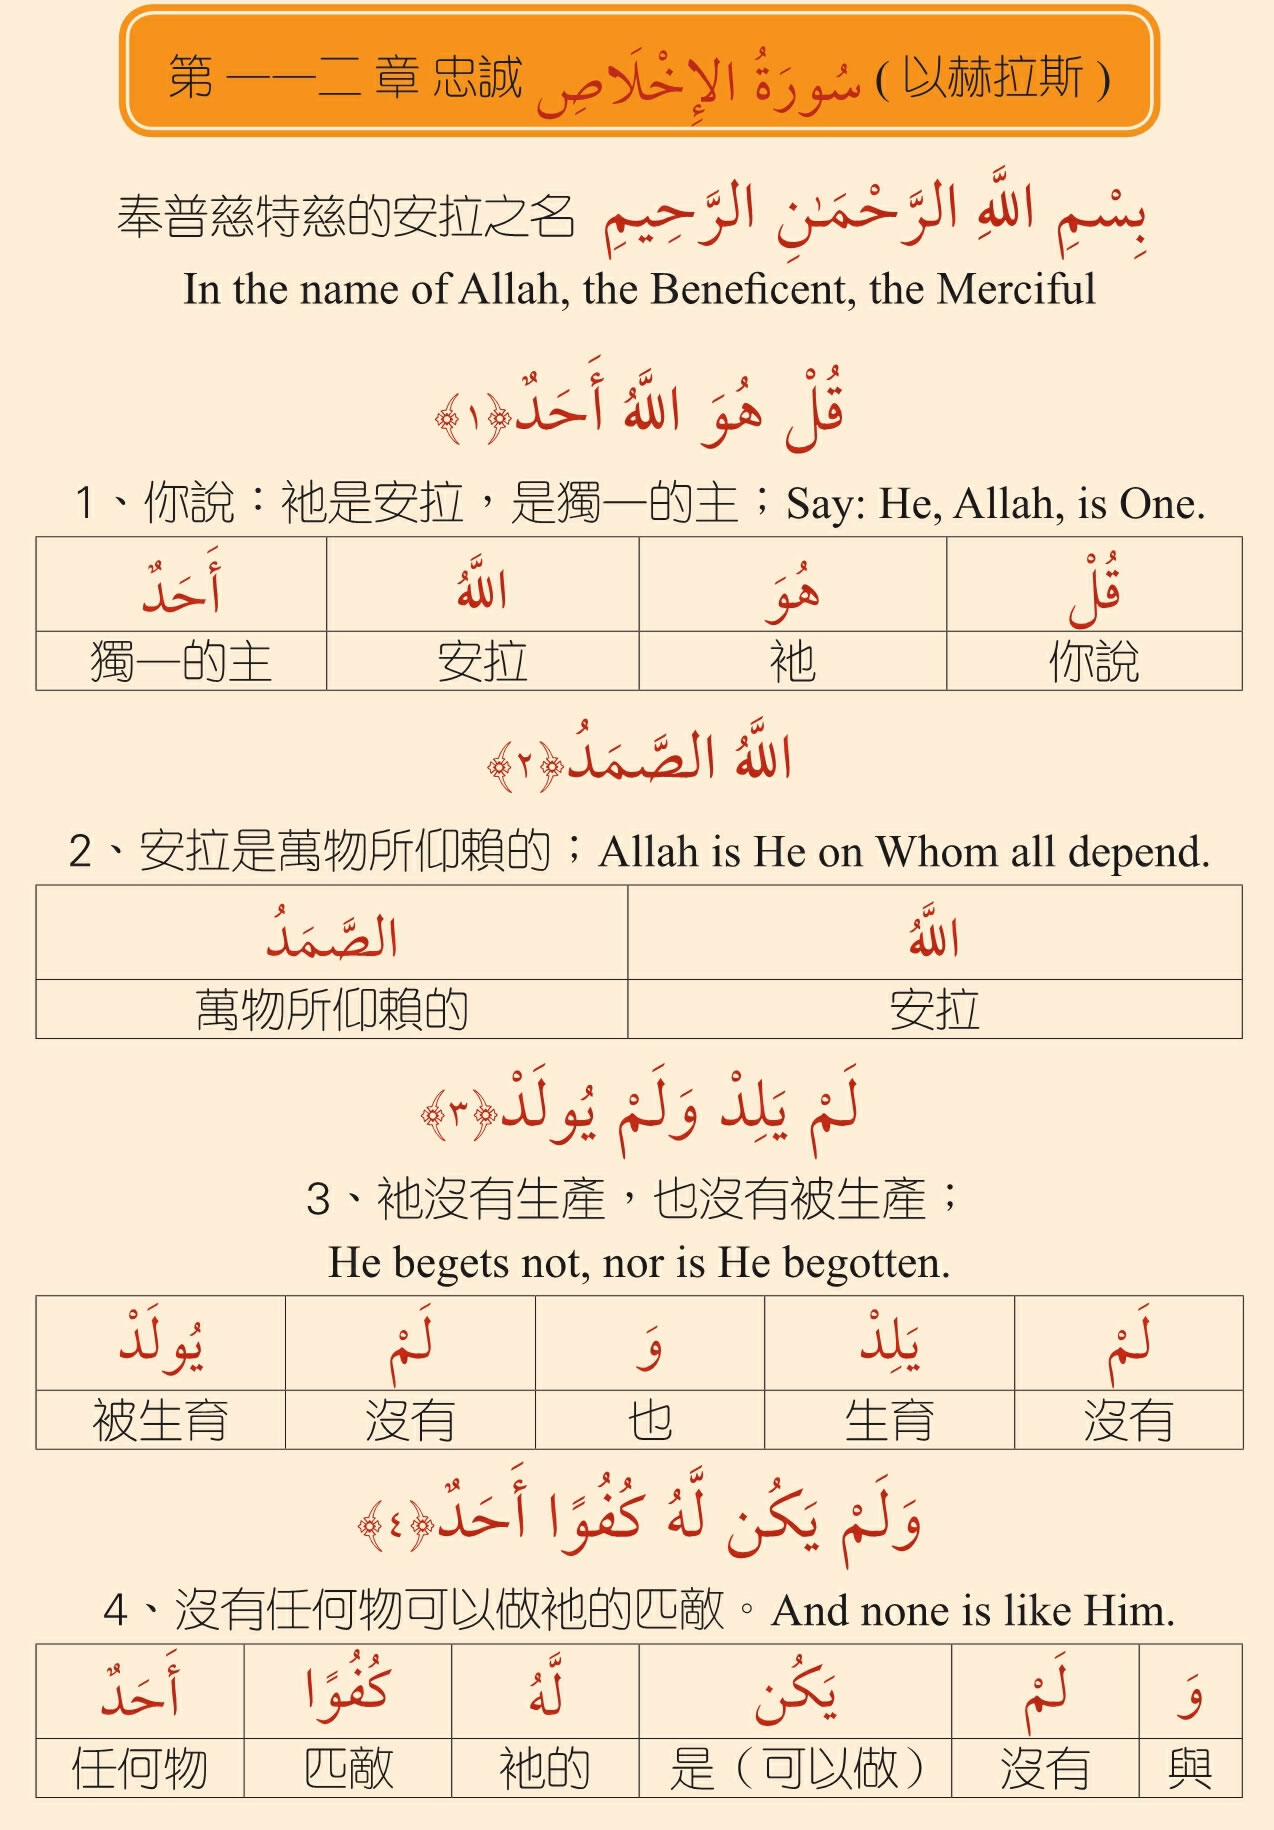 第 一一二 章 忠誠 سُورَةُ الإِخْلَاصِ ( 以赫拉斯 )
奉普慈特慈的安拉之名 بِسْمِ اللَّهِ الرَّحْمَـٰنِ الرَّحِيمِ
In the name of Allah, the Beneficent, the Merciful
قُلْ هُوَ اللَّهُ أَحَدٌ﴿١﴾
1、你說：衪是安拉，是獨一的主；Say: He, Allah, is One.
قُلْ هُوَ اللَّهُ أَحَدٌ
獨一的主 安拉 衪 你說
اللَّهُ الصَّمَدُ﴿٢﴾
2、安拉是萬物所仰賴的；Allah is He on Whom all depend.
اللَّهُ الصَّمَدُ
萬物所仰賴的 安拉
لَمْ يَلِدْ وَلَمْ يُولَدْ﴿٣﴾
3、衪沒有生產，也沒有被生產；
He begets not, nor is He begotten.
لَمْ يَلِدْ وَ لَمْ يُولَدْ
被生育 沒有 也 生育 沒有
وَلَمْ يَكُن لَّهُ كُفُوًا أَحَدٌ﴿٤﴾
4、沒有任何物可以做衪的匹敵。And none is like Him.
وَ لَمْ يَكُن لَّهُ كُفُوًا أَحَدٌ
任何物 匹敵 衪的 是（可以做） 沒有 與